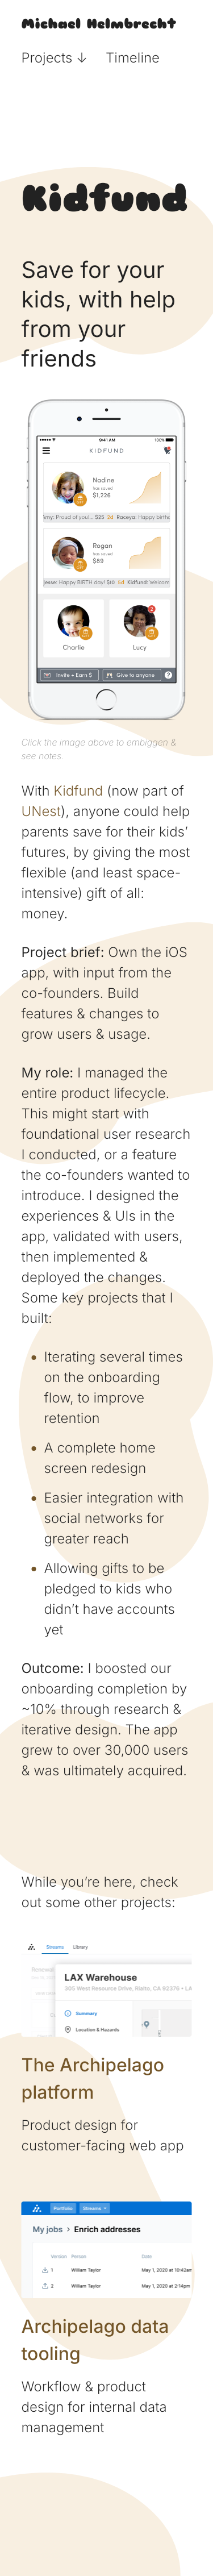 Michael Helmbrecht
Projects ↓ Timeline
Kidfund
Save for your
kids, with help
from your
friends
9:41 AM 100%
KIDFUND
Nadine
has saved
$1,226
Proud of you!... $25 2d Raceya: Happy birth
Rogan
has saved
$89
Jesse: Happy BIRTH day! $10 5d Kidfund: Welcom
2
Charlie Lucy
Invite + Earn $ Give to anyone ?
Click the image above to embiggen &
see notes.
With Kidfund (now part of
UNest), anyone could help
parents save for their kids’
futures, by giving the most
flexible (and least space-
intensive) gift of all:
money.
Project brief: Own the iOS
app, with input from the
co-founders. Build
features & changes to
grow users & usage.
My role: I managed the
entire product lifecycle.
This might start with
foundational user research
I conducted, or a feature
the co-founders wanted to
introduce. I designed the
experiences & UIs in the
app, validated with users,
then implemented &
deployed the changes.
Some key projects that I
built:
• Iterating several times
on the onboarding
flow, to improve
retention
• A complete home
screen redesign
• Easier integration with
social networks for
greater reach
• Allowing gifts to be
pledged to kids who
didn’t have accounts
yet
Outcome: I boosted our
onboarding completion by
~10% through research &
iterative design. The app
grew to over 30,000 users
& was ultimately acquired.
While you’re here, check
out some other projects:
Streams Library
Renewal
LAX Warehouse
205 West Resource Drive, Rialto, CA 92376 • LA
Summary
Location & Hazards
The Archipelago
platform
Product design for
customer-facing web app
Portfolio Streams
My jobs > Enrich addresses
Version Person Date
1 William Taylor May 1, 2020 at 10:42am
2 William Taylor May 1, 2020 at 2:14pm
Archipelago data
tooling
Workflow & product
design for internal data
management